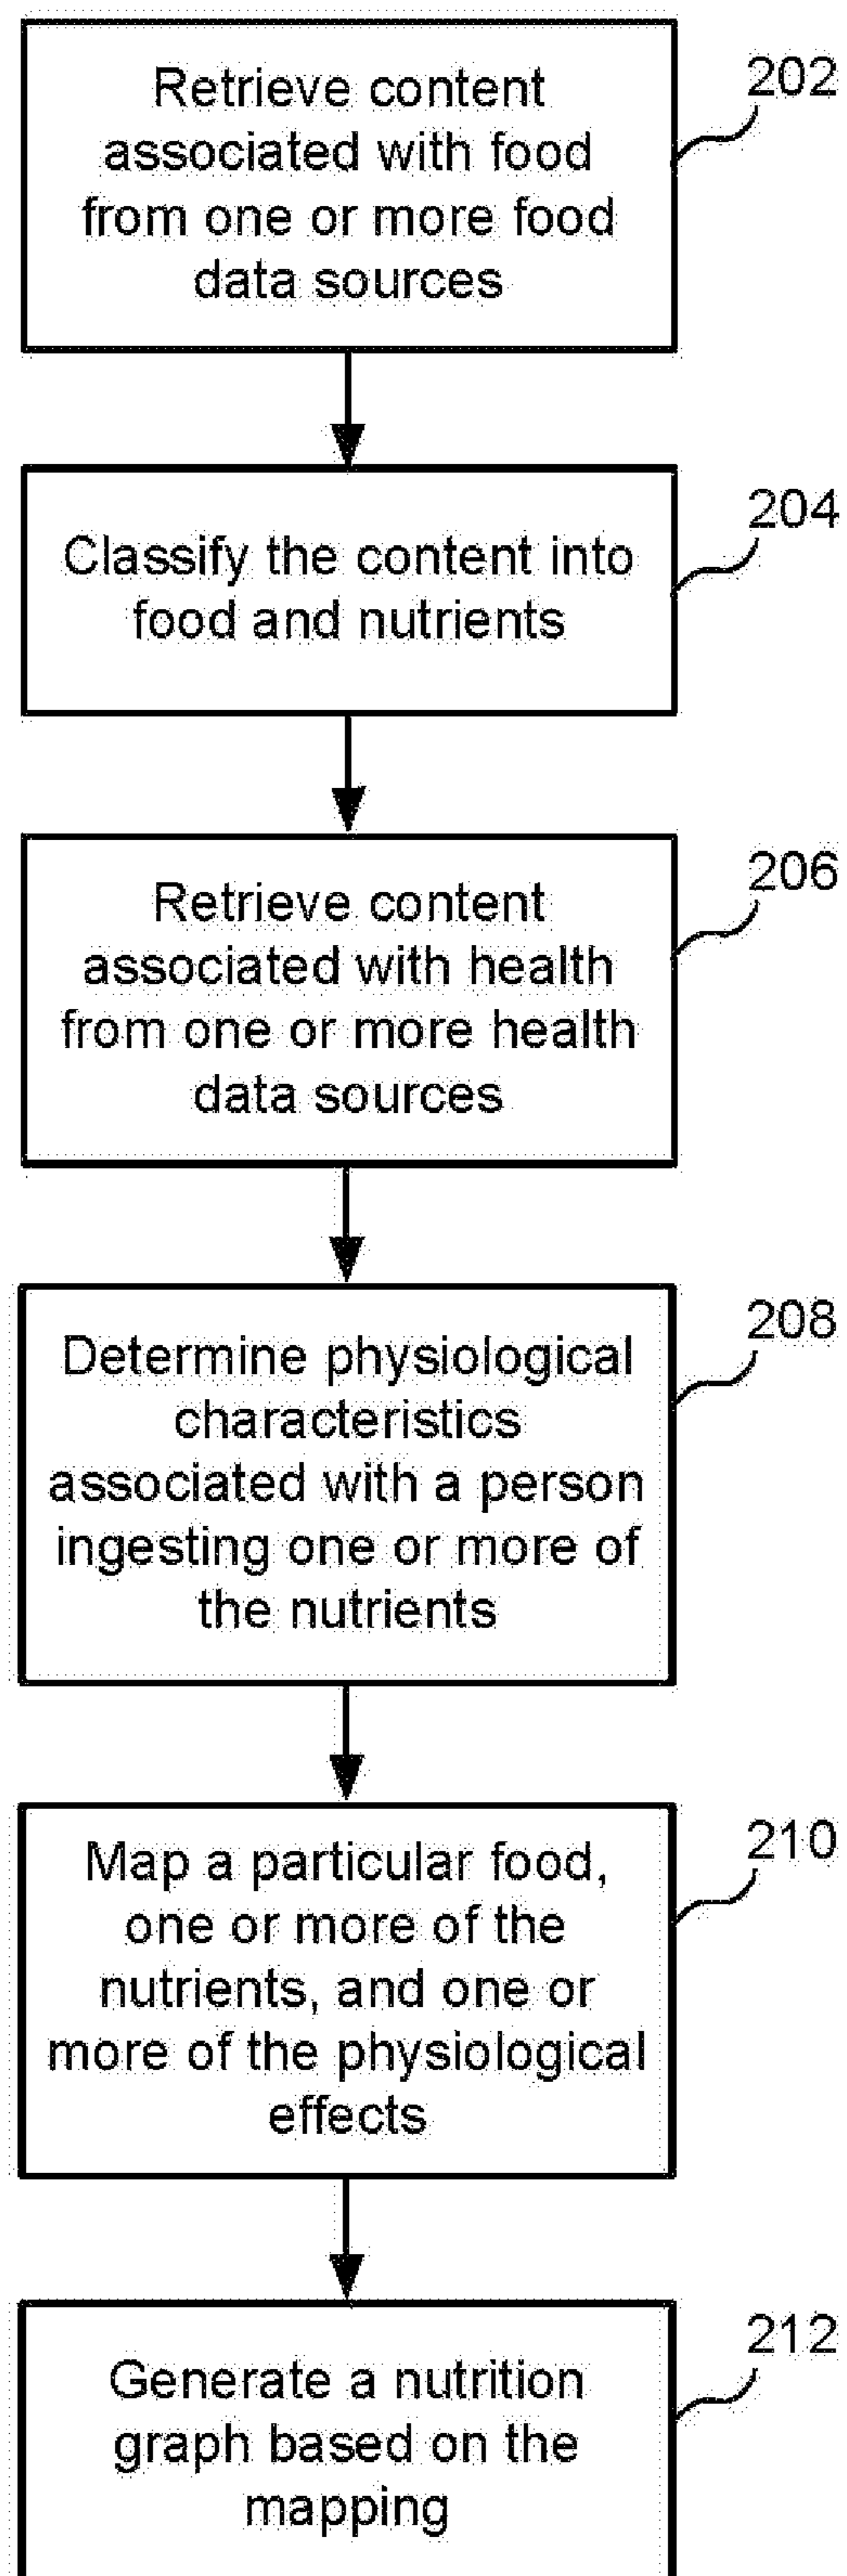 Retrieve content
associated with food
from one or more food
data sources
202
Classify the content into
food and nutrients
204
Retrieve content
associated with health
from one or more health
data sources
206
Determine physiological
characteristics
associated with a person
ingesting one or more of
the nutrients
208
Map a particular food,
one or more of the
nutrients, and one or
more of the physiological
effects
210
Generate a nutrition
graph based on the
mapping
212